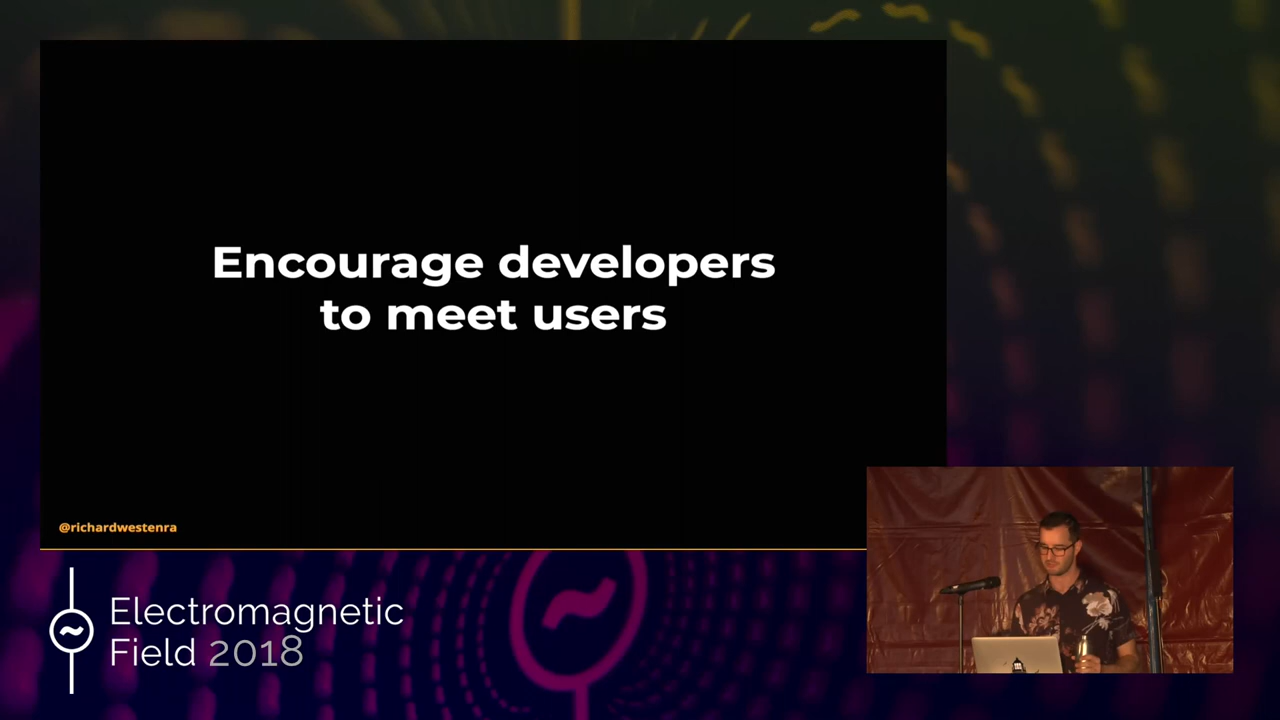 Encourage developers
to meet users
@richardwestenra
Electromagnetic
Field 2018